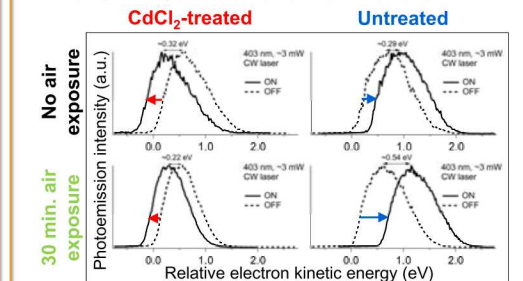 CdCl2-treated
Untreated
No air
exposure
30 min. air
exposure
Photoemission intensity (a.u.)
~0.32 eV
403 nm, ~3 mW
CW laser
ON
OFF
0.0 1.0 2.0
~0.29 eV
403 nm, ~3 mW
CW laser
ON
OFF
0.0 1.0 2.0
~0.22 eV
403 nm, ~3 mW
CW laser
ON
OFF
0.0 1.0 2.0
~0.54 eV
403 nm, ~3 mW
CW laser
ON
OFF
0.0 1.0 2.0
Relative electron kinetic energy (eV)